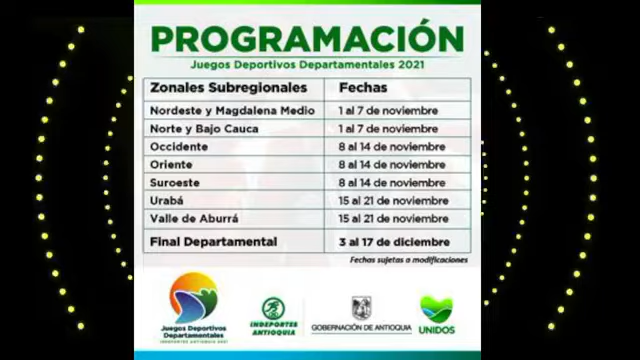 PROGRAMACIÓN
Juegos Deportivos Departamentales 2021
Zonales Subregionales Fechas
Nordeste y Magdalena Medio 1 al 7 de noviembre
Norte y Bajo Cauca 1 al 7 de noviembre
Occidente 8 al 14 de noviembre
Oriente 8 al 14 de noviembre
Suroeste 8 al 14 de noviembre
Urabá 15 al 21 de noviembre
Valle de Aburrá 15 al 21 de noviembre
Final Departamental 3 al 17 de diciembre
Fechas sujetas a modificaciones
Juegos Deportivos
Departamentales
INDEPORTES ANTIOQUIA 2021
INDEPORTES
ANTIOQUIA
GOBERNACIÓN DE ANTIOQUIA
UNIDOS